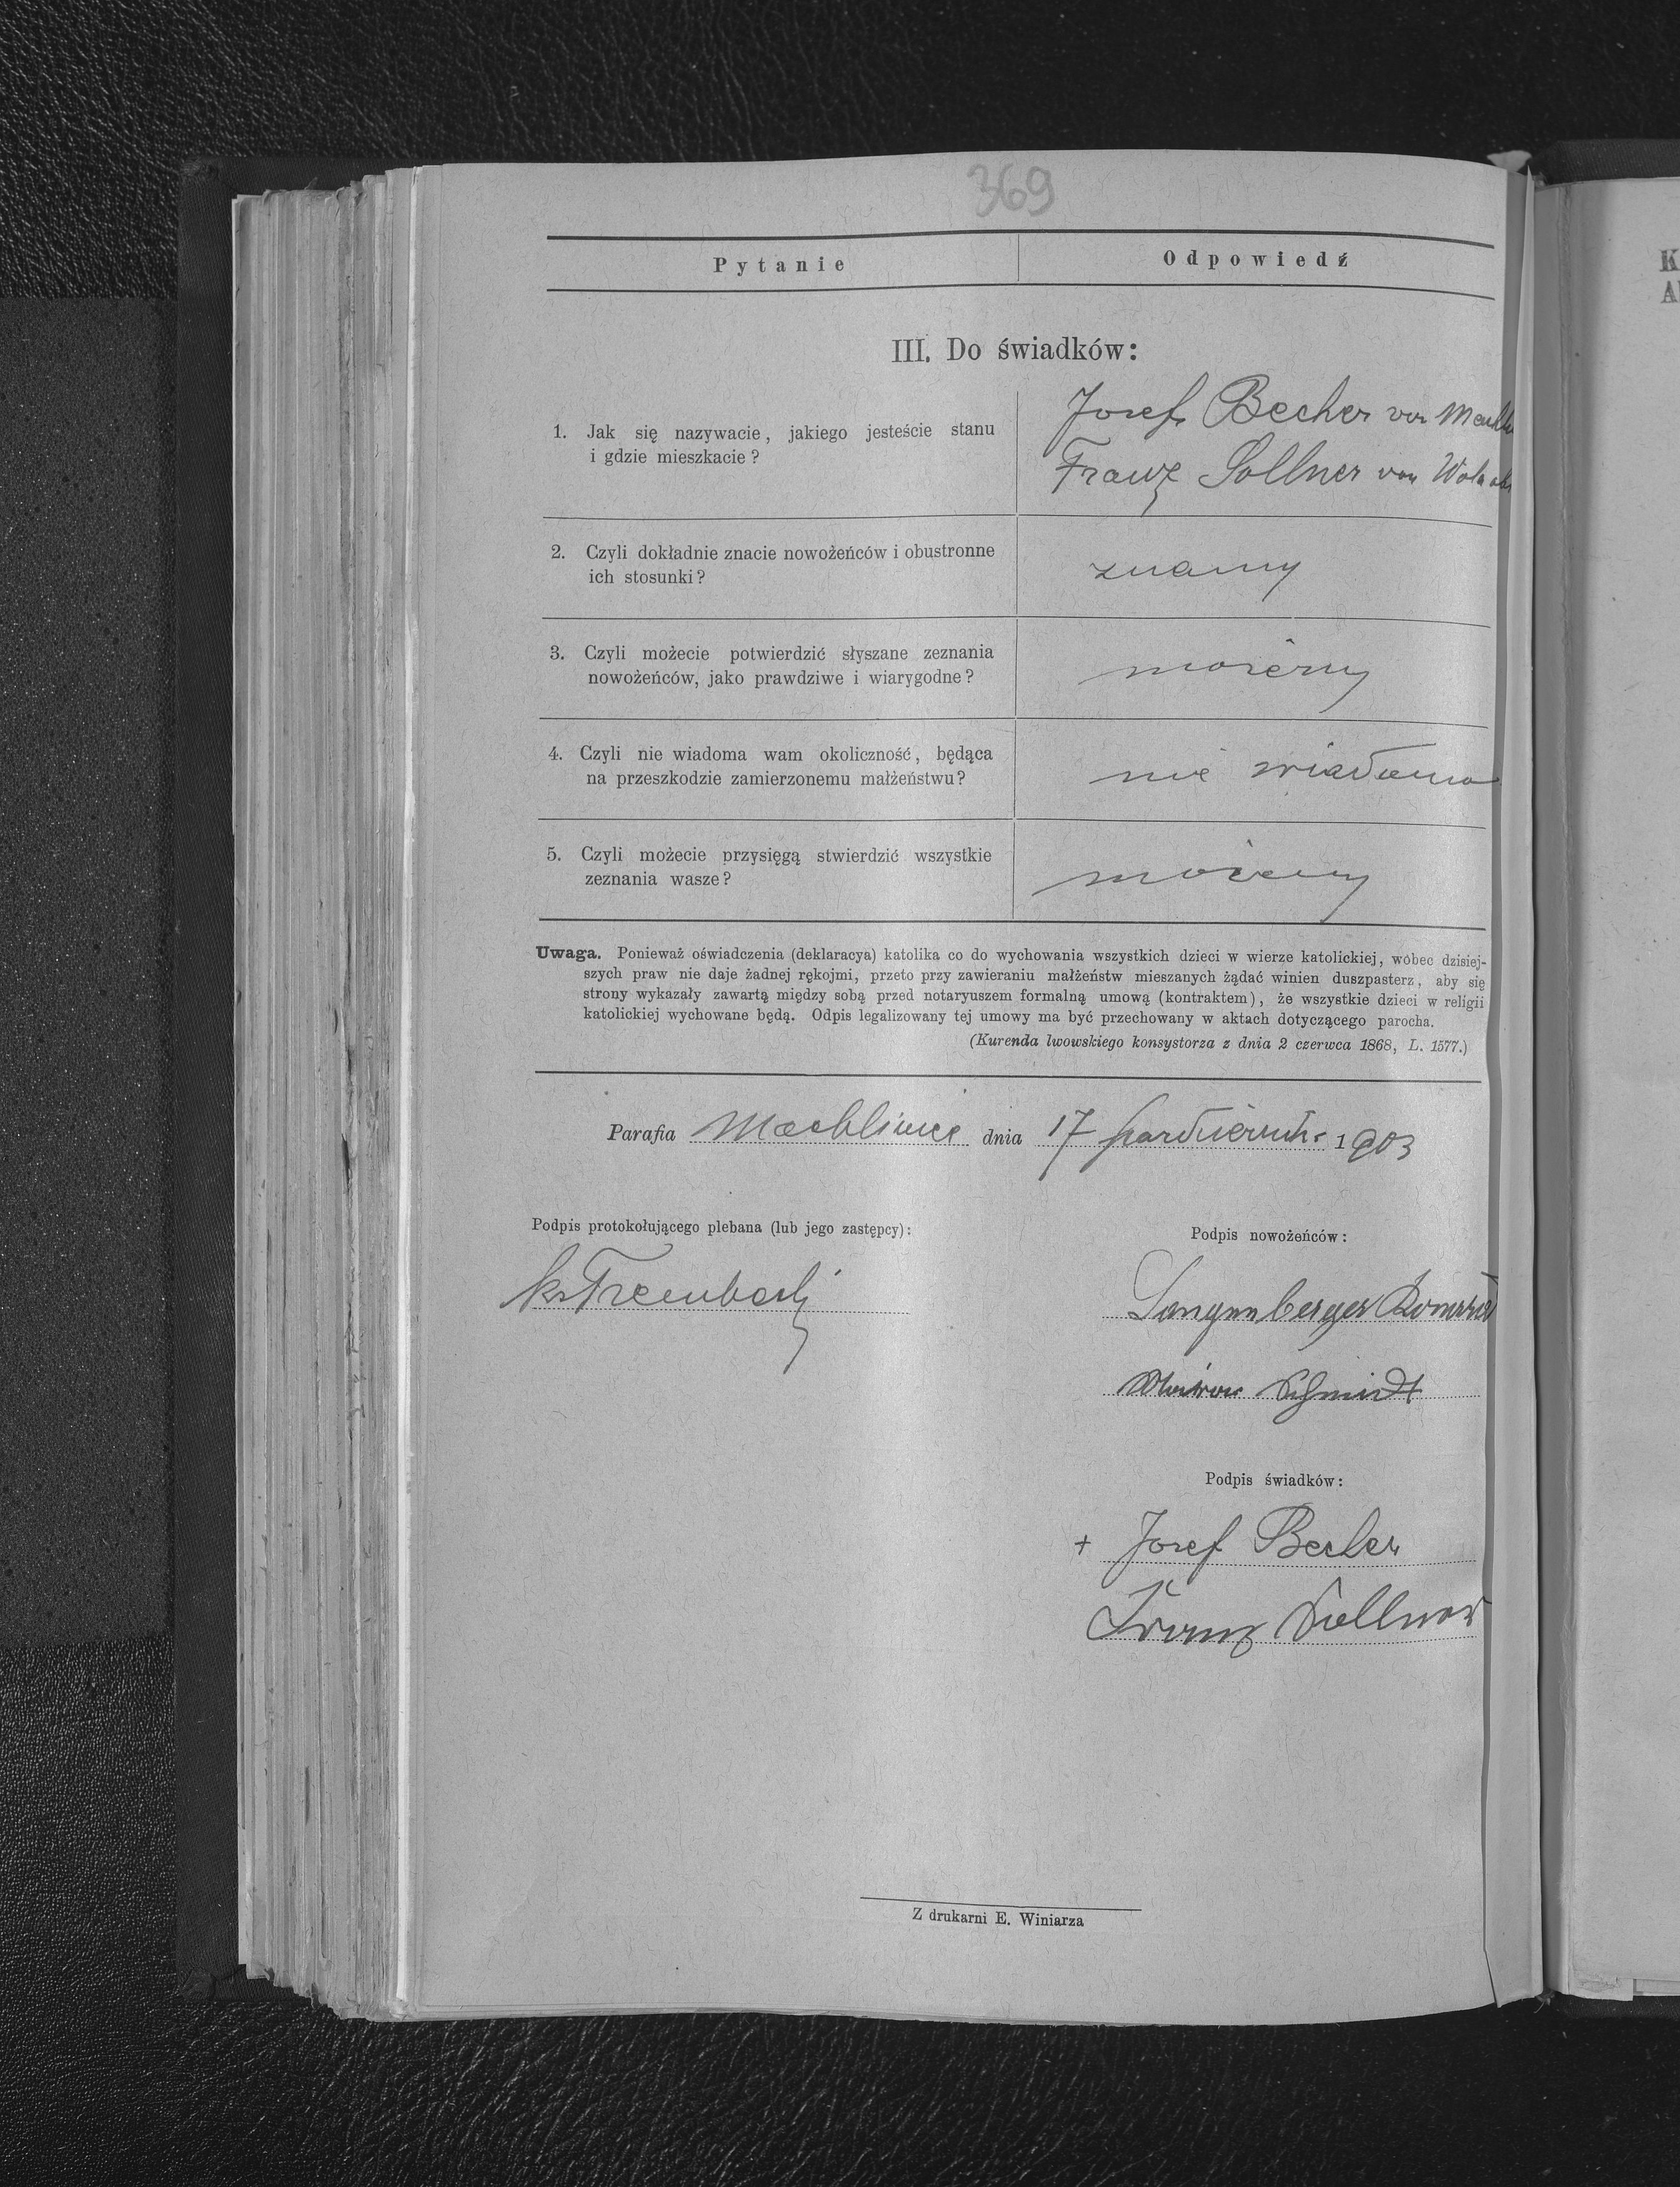 369
Pytanie
Odpowiedź
III. Do świadków:
1. Jak się nazywacie, jakiego jesteście stanu
i gdzie mieszkacie?
Josef Becher von
Franz Sollner von Wola
2. Czyli dokładnie znacie nowożeńców i obustronne
ich stosunki?
znamy
3. Czyli możecie potwierdzić słyszane zeznania
nowożeńców, jako prawdziwe i wiarygodne?
możemy
4. Czyli nie wiadoma wam okoliczność, będąca
na przeszkodzie zamierzonemu małżeństwu?
nie wiadoma
5. Czyli możecie przysięgą stwierdzić wszystkie
zeznania wasze?
możemy
Uwaga. Ponieważ oświadczenia (deklaracya) katolika co do wychowania wszystkich dzieci w wierze katolickiej, wobec dzisiej-
szych praw nie daje żadnej rękojmi, przeto przy zawieraniu małżeństw mieszanych żądać winien duszpasterz, aby się
strony wykazały zawartą między sobą przed notaryuszem formalną umową (kontraktem), że wszystkie dzieci w religii
katolickiej wychowane będą. Odpis legalizowany tej umowy ma być przechowany w aktach dotyczącego parocha.
(Kurenda lwowskiego konsystorza z dnia 2 czerwca 1868, L. 1577.)
Parafia Machliniec dnia 17 października 1903
Podpis protokołującego plebana (lub jego zastępcy):
Podpis nowożeńców:
Schmidt
Podpis świadków:
+ Josef Becher
Franz Sollner
Z drukarni E. Winiarza
K